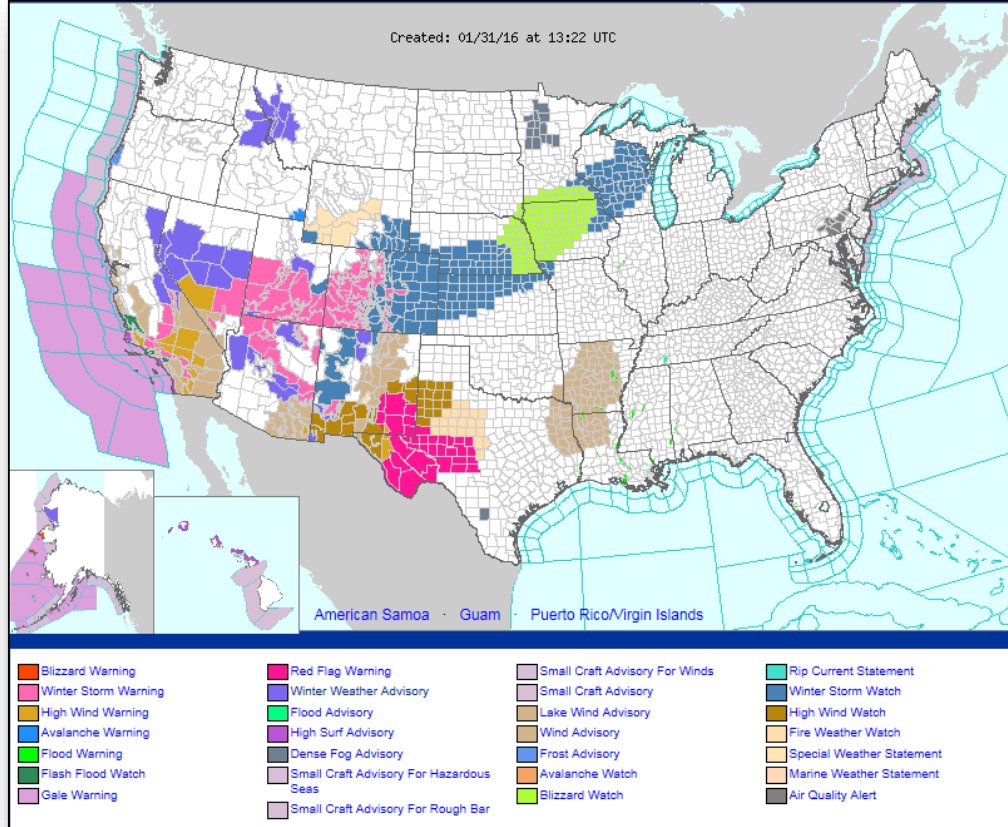 Created: 01/31/16 at 13:22 UTC
American Samoa · Guam · Puerto Rico/Virgin Islands
Blizzard Warning
Winter Storm Warning
High Wind Warning
Avalanche Warning
Flood Warning
Flash Flood Watch
Gale Warning
Red Flag Warning
Winter Weather Advisory
Flood Advisory
High Surf Advisory
Dense Fog Advisory
Small Craft Advisory For Hazardous
Seas
Small Craft Advisory For Rough Bar
Small Craft Advisory For Winds
Small Craft Advisory
Lake Wind Advisory
Wind Advisory
Frost Advisory
Avalanche Watch
Blizzard Watch
Rip Current Statement
Winter Storm Watch
High Wind Watch
Fire Weather Watch
Special Weather Statement
Marine Weather Statement
Air Quality Alert